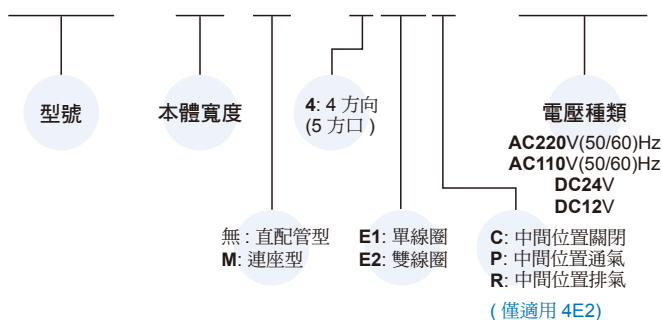 型號
本體寬度
4: 4 方向
(5 方口 )
電壓種類
AC220V(50/60)Hz
AC110V(50/60)Hz
DC24V
DC12V
無 : 直配管型
M: 連座型
E1: 單線圈
E2: 雙線圈
C: 中間位置關閉
P: 中間位置通氣
R: 中間位置排氣
( 僅適用 4E2)